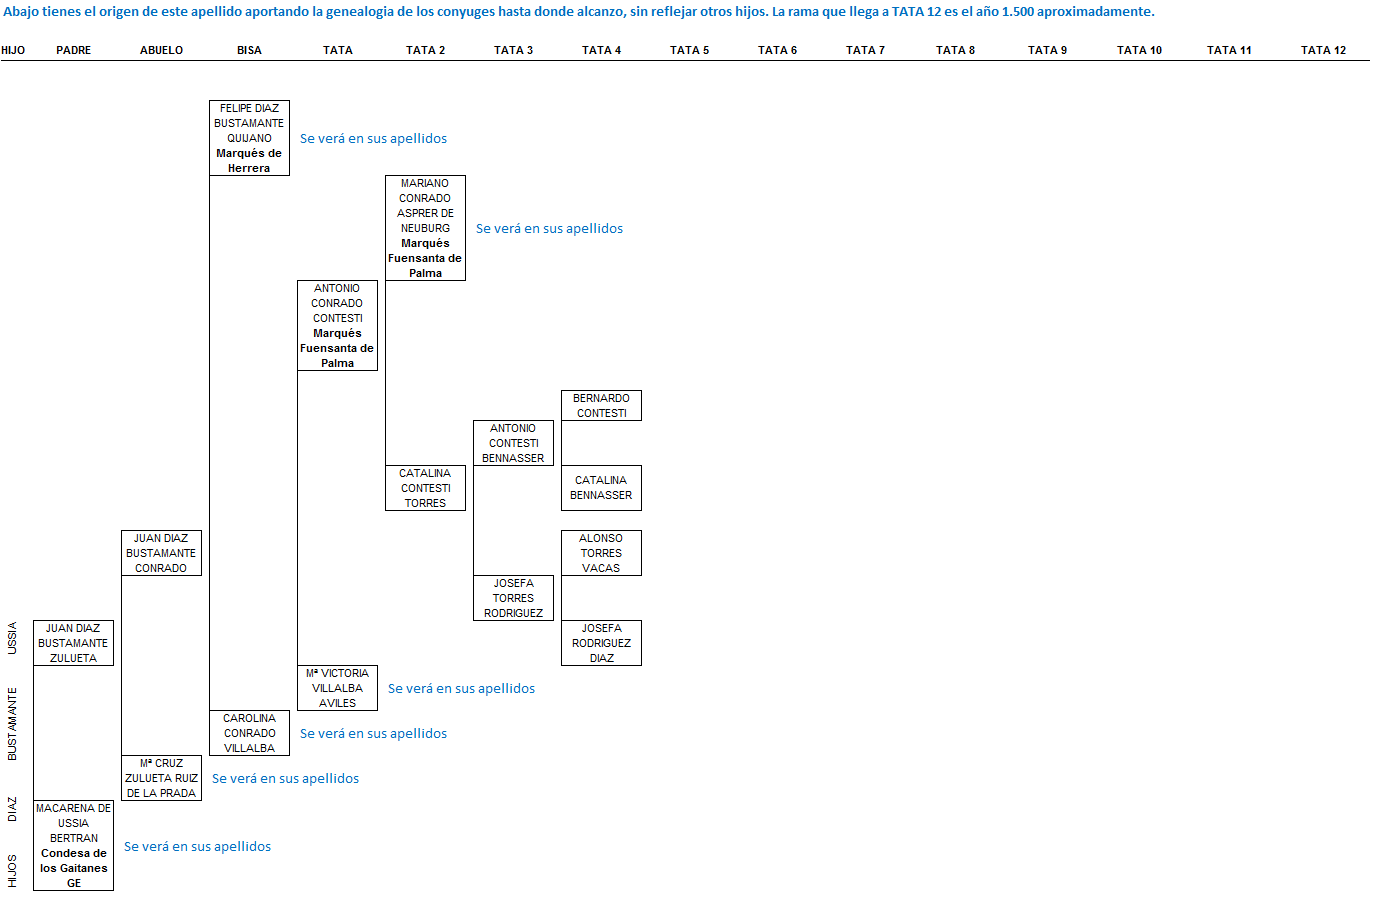 Abajo tienes el origen de este apellido aportando la genealogia de los conyuges hasta donde alcanzo, sin reflejar otros hijos. La rama que llega a TATA 12 es el año 1.500 aproximadamente.
HIJO PADRE ABUELO BISA TATA TATA 2 TATA 3 TATA 4 TATA 5 TATA 6 TATA 7 TATA 8 TATA 9 TATA 10 TATA 11 TATA 12
FELIPE DIAZ
BUSTAMANTE
QUIJANO
Marqués de
Herrera
Se verá en sus apellidos
MARIANO
CONRADO
ASPRER DE
NEUBURG
Marqués
Fuensanta de
Palma
Se verá en sus apellidos
ANTONIO
CONRADO
CONTESTI
Marqués
Fuensanta de
Palma
BERNARDO
CONTESTI
ANTONIO
CONTESTI
BENNASSER
CATALINA
CONTESTI
TORRES
CATALINA
BENNASSER
JUAN DIAZ
BUSTAMANTE
CONRADO
ALONSO
TORRES
VACAS
JOSEFA
TORRES
RODRIGUEZ
JUAN DIAZ
BUSTAMANTE
ZULUETA
JOSEFA
RODRIGUEZ
DIAZ
Mª VICTORIA
VILLALBA
AVILES
Se verá en sus apellidos
CAROLINA
CONRADO
VILLALBA
Se verá en sus apellidos
Mª CRUZ
ZULUETA RUIZ
DE LA PRADA
Se verá en sus apellidos
MACARENA DE
USSIA
BERTRAN
Condesa de
los Gaitanes
GE
Se verá en sus apellidos
HIJOS DIAZ BUSTAMANTE USSIA